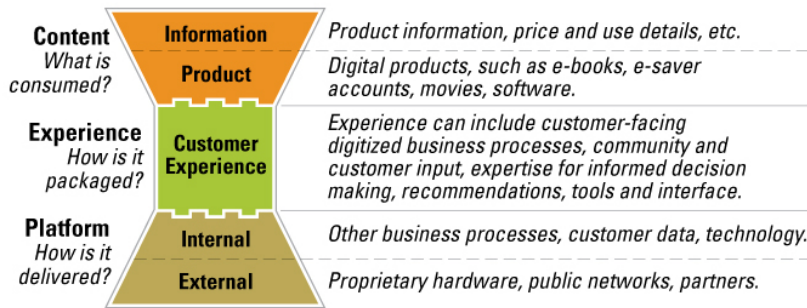 Content
What is
consumed?
Information
Product information, price and use details, etc.
Product
Digital products, such as e-books, e-saver
accounts, movies, software.
Experience
How is it
packaged?
Customer
Experience
Experience can include customer-facing
digitized business processes, community and
customer input, expertise for informed decision
making, recommendations, tools and interface.
Platform
How is it
delivered?
Internal
Other business processes, customer data, technology.
External
Proprietary hardware, public networks, partners.